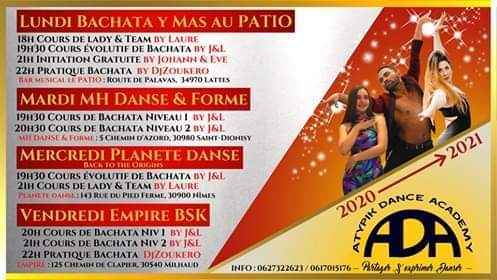 Lundi Bachata y Mas au PATIO
18h Cours de lady & Team by Laure
19h30 Cours évolutif de Bachata by J&L
21h Initiation Gratuite by Johann & Eve
22h Pratique Bachata by DjZoukero
Bar musical le PATIO : Route de Palavas, 34970 Lattes
Mardi MH Danse & Forme
19h30 Cours de Bachata Niveau 1 by J&L
20h30 Cours de Bachata Niveau 2 by J&L
MH Danse & Forme : 5 Chemin d'Azord, 30980 Saint-Dionisy
Mercredi Planete danse
Back to the Origins
19h30 Cours évolutif de Bachata by J&L
21h Cours de lady & Team by Laure
Planete danse : 143 Rue du Pied Ferme, 30900 Nîmes
Vendredi Empire BSK
20h Cours de Bachata Niv 1 by J&L
21h Cours de Bachata Niv 2 by J&L
22h Pratique Bachata DjZoukero
Empire : 125 Chemin de Clapier, 30540 Milhaud
2020 2021
ATYPIK DANCE ACADEMY
ADA
Partager S'exprimer Danser
INFO : 0627322623 / 0617015176